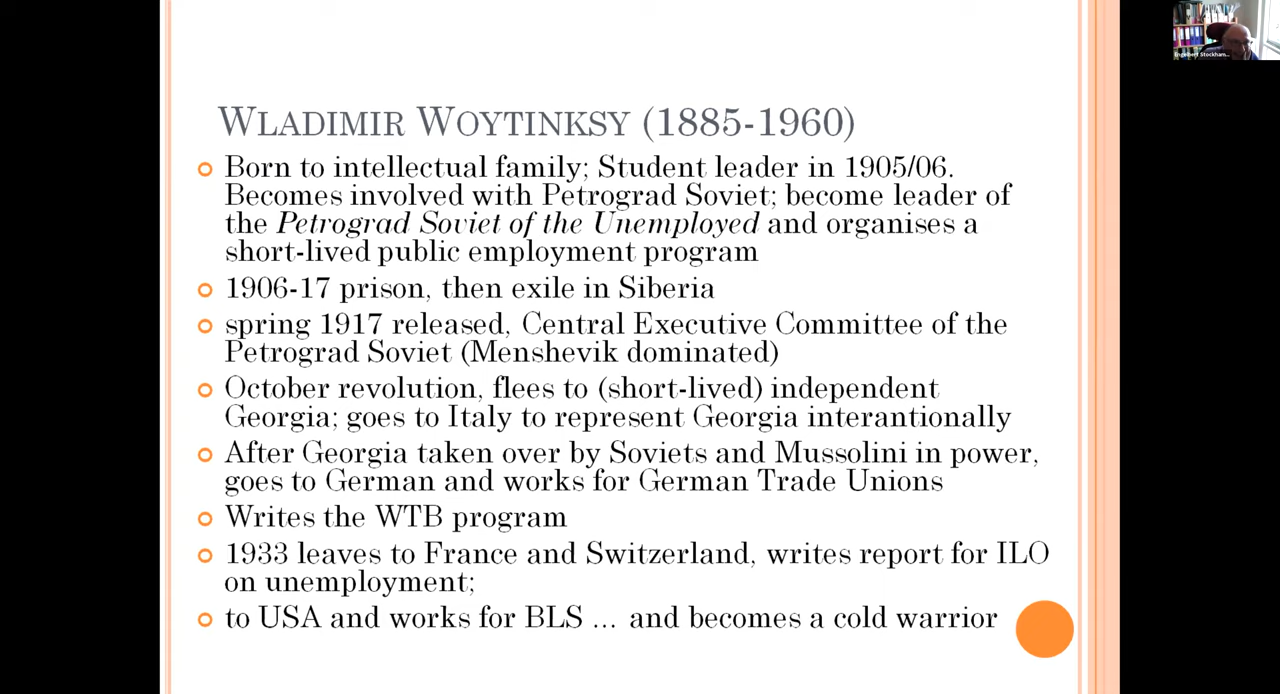 WLADIMIR WOYTINKSY (1885-1960)
Born to intellectual family; Student leader in 1905/06.
Becomes involved with Petrograd Soviet; become leader of
the Petrograd Soviet of the Unemployed and organises a
short-lived public employment program
1906-17 prison, then exile in Siberia
spring 1917 released, Central Executive Committee of the
Petrograd Soviet (Menshevik dominated)
October revolution, flees to (short-lived) independent
Georgia; goes to Italy to represent Georgia interantionally
After Georgia taken over by Soviets and Mussolini in power,
goes to German and works for German Trade Unions
Writes the WTB program
1933 leaves to France and Switzerland, writes report for ILO
on unemployment;
to USA and works for BLS ... and becomes a cold warrior
Engelbert Stockham...